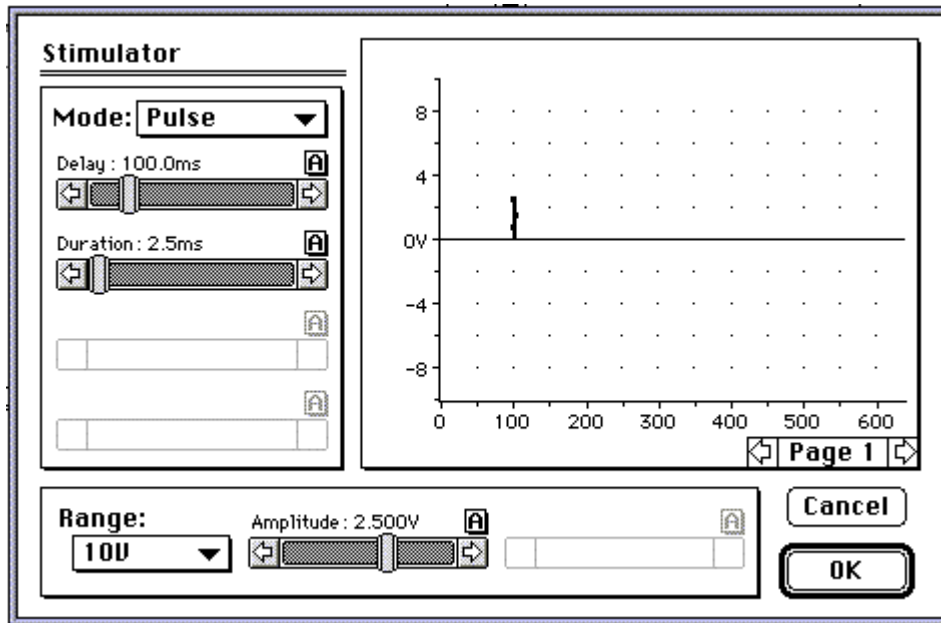 Stimulator
Mode: Pulse
Delay : 100.0ms
A
Duration : 2.5ms
A
A
A
8
4
0V
-4
-8
0 100 200 300 400 500 600
Page 1
Range:
10V
Amplitude : 2.500V
A
A
Cancel
OK